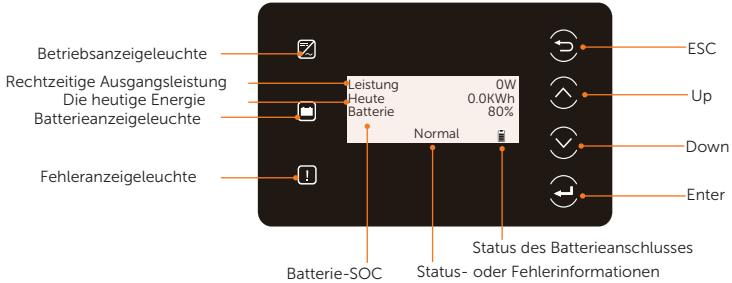 Betriebsanzeigeleuchte
ESC
Rechtzeitige Ausgangsleistung
Leistung 0W
Die heutige Energie
Heute 0.0KWh
Up
Batterieanzeigeleuchte
Batterie 80%
Normal
Down
Fehleranzeigeleuchte
Enter
Status des Batterieanschlusses
Batterie-SOC
Status- oder Fehlerinformationen